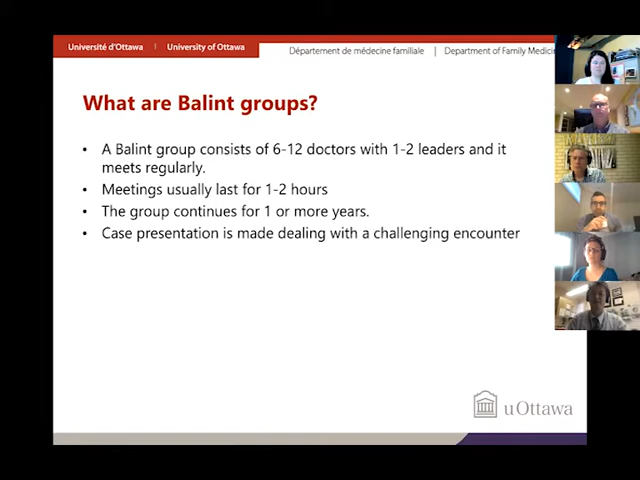 Université d'Ottawa | University of Ottawa
Département de médecine familiale | Department of Family Medicin
What are Balint groups?
• A Balint group consists of 6-12 doctors with 1-2 leaders and it
meets regularly.
• Meetings usually last for 1-2 hours
• The group continues for 1 or more years.
• Case presentation is made dealing with a challenging encounter
uOttawa